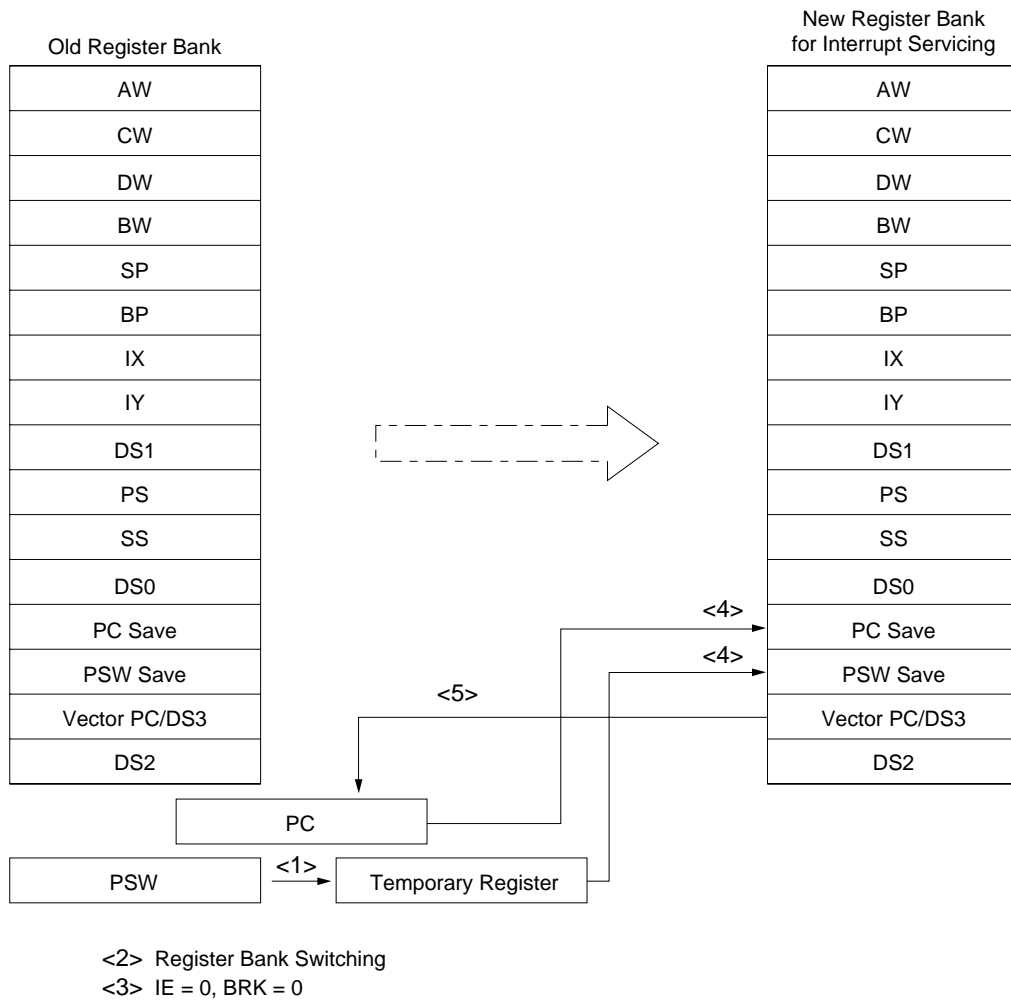 Old Register Bank
AW
CW
DW
BW
SP
BP
IX
IY
DS1
PS
SS
DS0
PC Save
PSW Save
Vector PC/DS3
DS2
New Register Bank
for Interrupt Servicing
AW
CW
DW
BW
SP
BP
IX
IY
DS1
PS
SS
DS0
PC Save
PSW Save
Vector PC/DS3
DS2
<4>
<4>
<5>
PC
PSW
<1>
Temporary Register
<2> Register Bank Switching
<3> IE = 0, BRK = 0